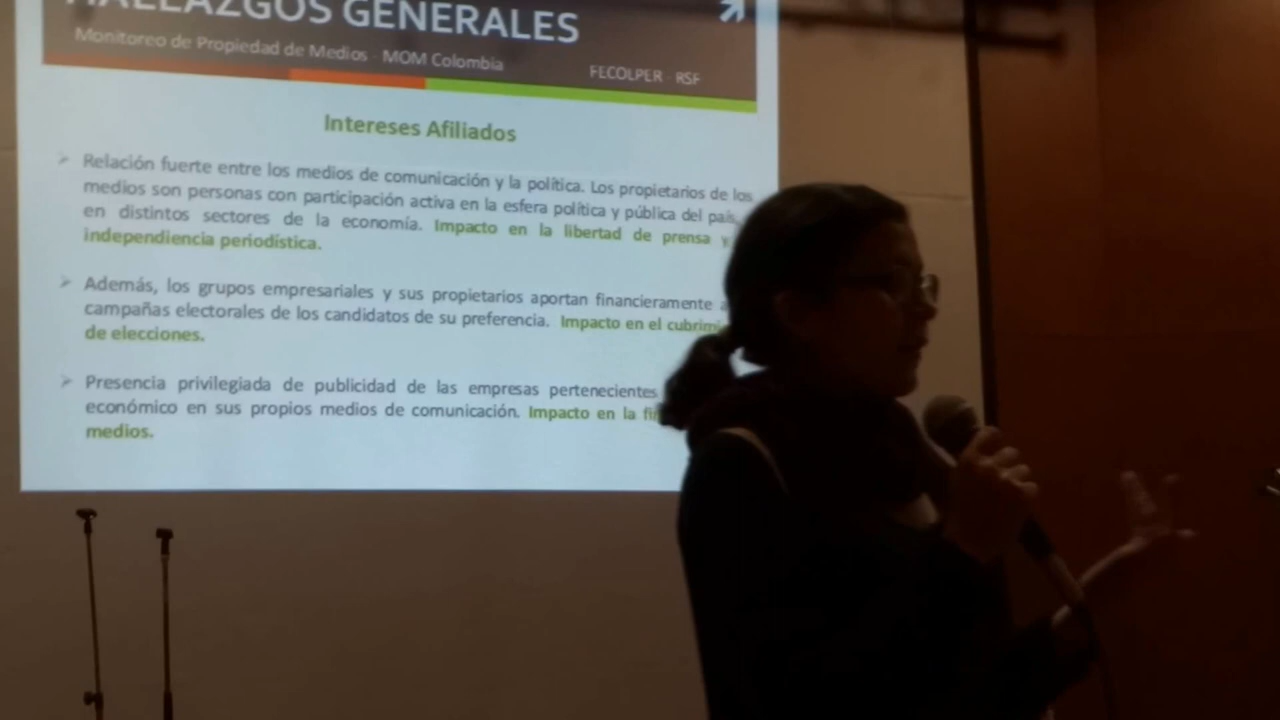 HALLAZGOS GENERALES
Monitoreo de Propiedad de Medios - MOM Colombia
FECOLPER - RSF
Intereses Afiliados
Relación fuerte entre los medios de comunicación y la política. Los propietarios de los
medios son personas con participación activa en la esfera política y pública del país,
en distintos sectores de la economía. Impacto en la libertad de prensa y
independiencia periodística.
Además, los grupos empresariales y sus propietarios aportan financieramente a
campañas electorales de los candidatos de su preferencia. Impacto en el
de elecciones.
Presencia privilegiada de publicidad de las empresas pertenecientes
económico en sus propios medios de comunicación. Impacto en la
medios.